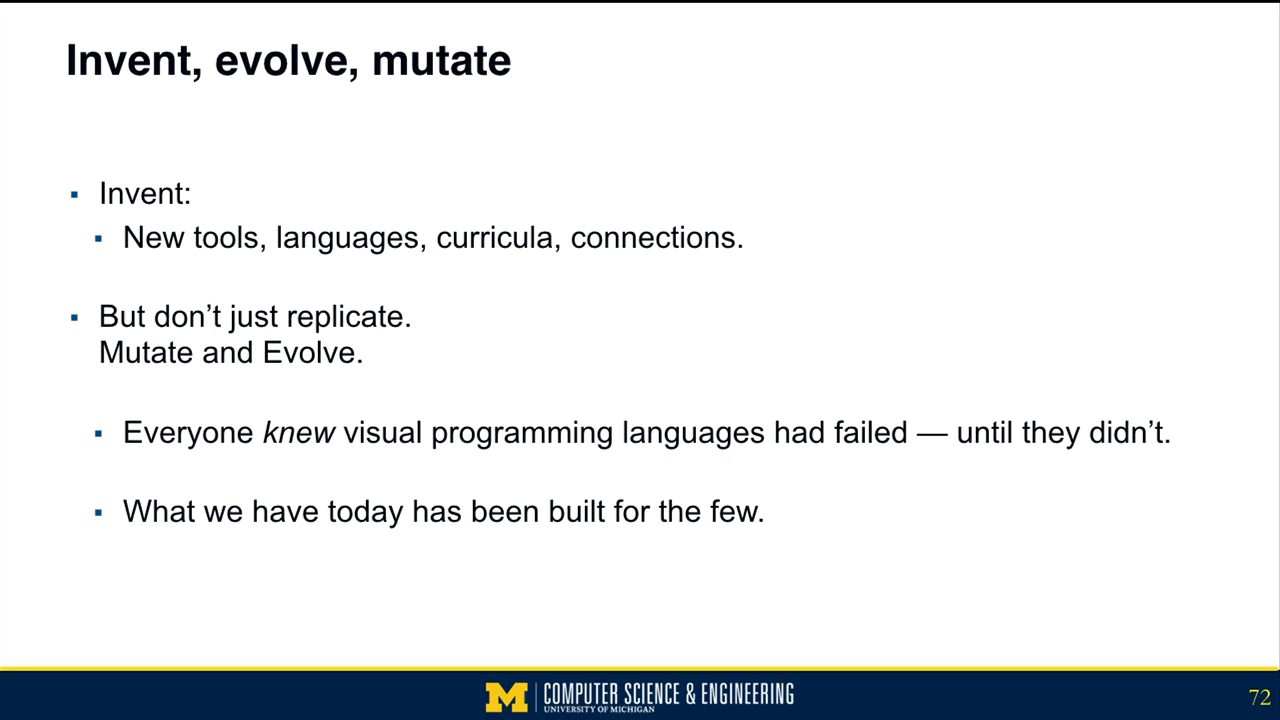 Invent, evolve, mutate
▪ Invent:
▪ New tools, languages, curricula, connections.
▪ But don’t just replicate.
Mutate and Evolve.
▪ Everyone knew visual programming languages had failed — until they didn’t.
▪ What we have today has been built for the few.
M COMPUTER SCIENCE & ENGINEERING
UNIVERSITY OF MICHIGAN
72